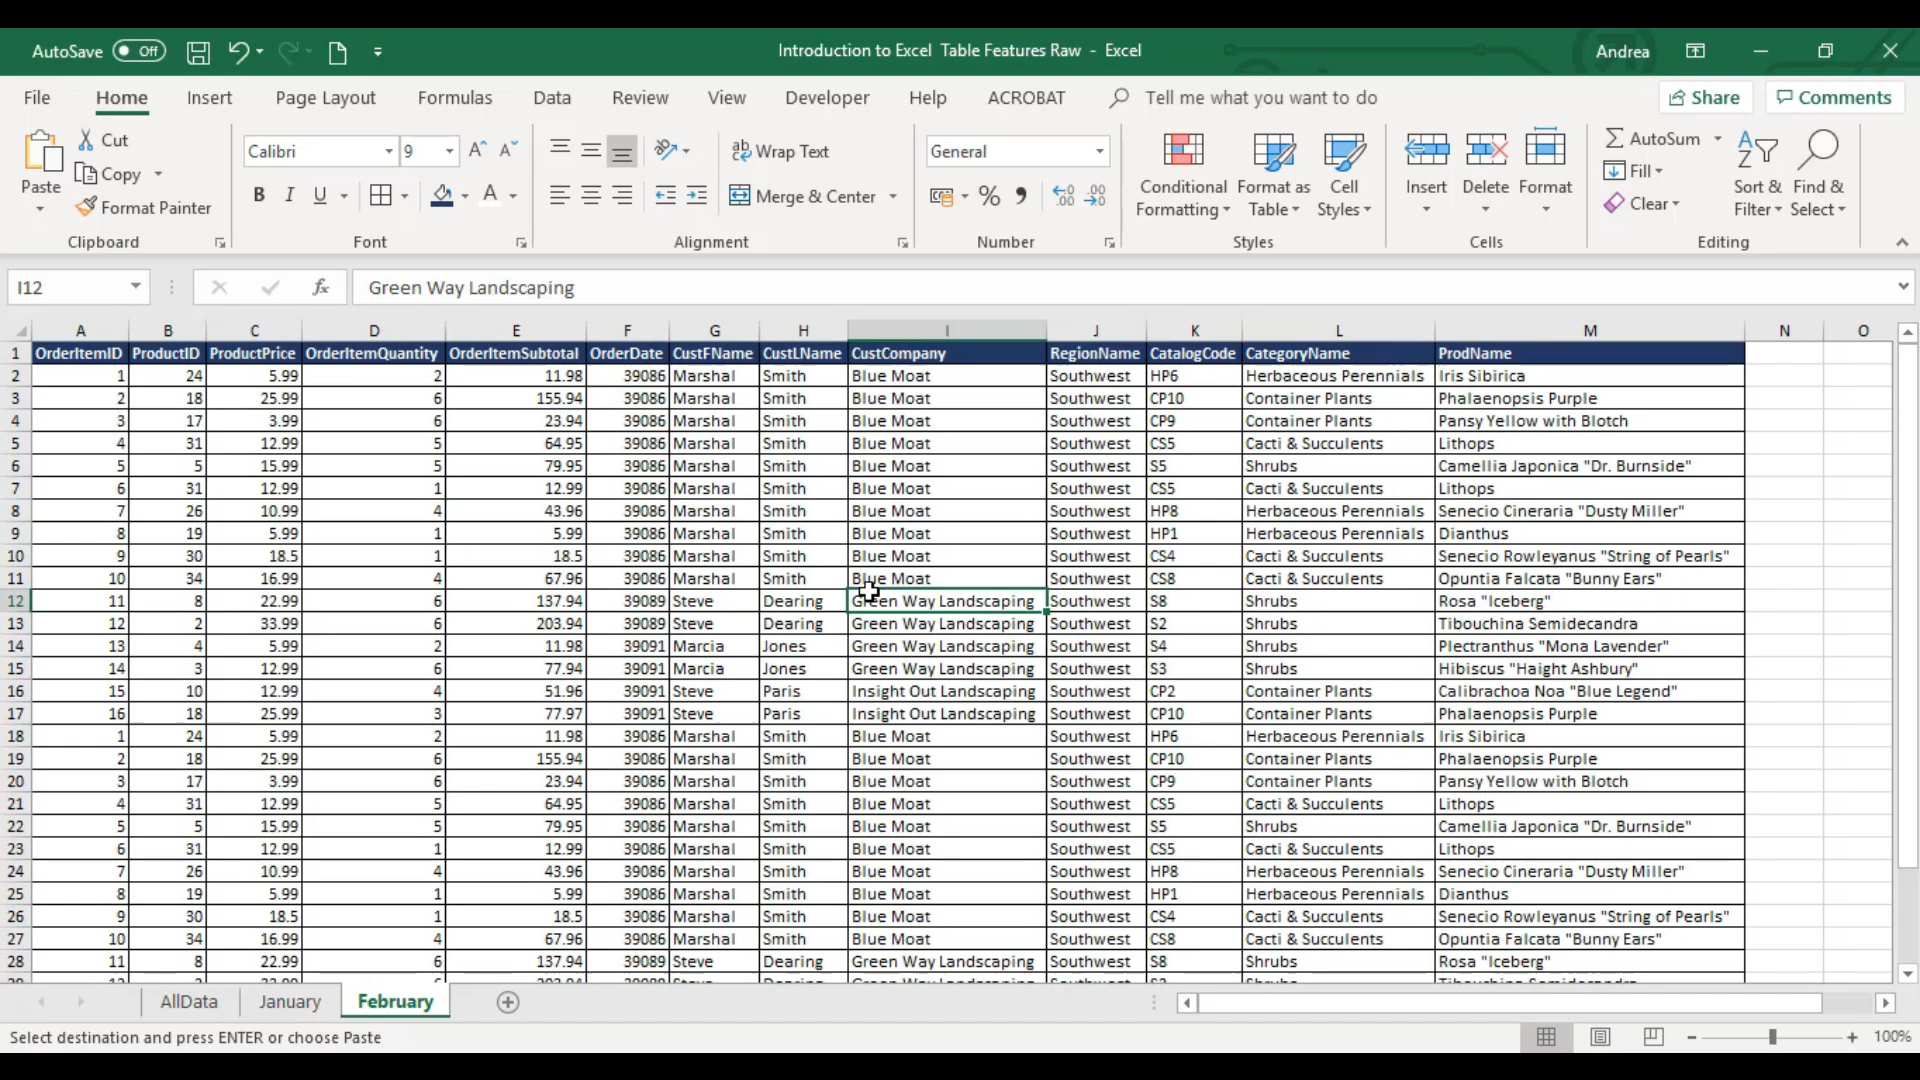 AutoSave Off Introduction to Excel Table Features Raw - Excel Andrea
File Home Insert Page Layout Formulas Data Review View Developer Help ACROBAT Tell me what you want to do Share Comments
Paste Cut Copy Format Painter Clipboard
Calibri 9 B I U A Font
Wrap Text Merge & Center Alignment
General % Number
Conditional Formatting Format as Table Cell Styles Styles
Insert Delete Format Cells
AutoSum Fill Clear Sort & Filter Find & Select Editing
I12 fx Green Way Landscaping
A B C D E F G H I J K L M N O
1 OrderItemID ProductID ProductPrice OrderItemQuantity OrderItemSubtotal OrderDate CustFName CustLName CustCompany RegionName CatalogCode CategoryName ProdName
2 1 24 5.99 2 11.98 39086 Marshal Smith Blue Moat Southwest HP6 Herbaceous Perennials Iris Sibirica
3 2 18 25.99 6 155.94 39086 Marshal Smith Blue Moat Southwest CP10 Container Plants Phalaenopsis Purple
4 3 17 3.99 6 23.94 39086 Marshal Smith Blue Moat Southwest CP9 Container Plants Pansy Yellow with Blotch
5 4 31 12.99 5 64.95 39086 Marshal Smith Blue Moat Southwest CS5 Cacti & Succulents Lithops
6 5 5 15.99 5 79.95 39086 Marshal Smith Blue Moat Southwest S5 Shrubs Camellia Japonica "Dr. Burnside"
7 6 31 12.99 1 12.99 39086 Marshal Smith Blue Moat Southwest CS5 Cacti & Succulents Lithops
8 7 26 10.99 4 43.96 39086 Marshal Smith Blue Moat Southwest HP8 Herbaceous Perennials Senecio Cineraria "Dusty Miller"
9 8 19 5.99 1 5.99 39086 Marshal Smith Blue Moat Southwest HP1 Herbaceous Perennials Dianthus
10 9 30 18.5 1 18.5 39086 Marshal Smith Blue Moat Southwest CS4 Cacti & Succulents Senecio Rowleyanus "String of Pearls"
11 10 34 16.99 4 67.96 39086 Marshal Smith Blue Moat Southwest CS8 Cacti & Succulents Opuntia Falcata "Bunny Ears"
12 11 8 22.99 6 137.94 39089 Steve Dearing Green Way Landscaping Southwest S8 Shrubs Rosa "Iceberg"
13 12 2 33.99 6 203.94 39089 Steve Dearing Green Way Landscaping Southwest S2 Shrubs Tibouchina Semidecandra
14 13 4 5.99 2 11.98 39091 Marcia Jones Green Way Landscaping Southwest S4 Shrubs Plectranthus "Mona Lavender"
15 14 3 12.99 6 77.94 39091 Marcia Jones Green Way Landscaping Southwest S3 Shrubs Hibiscus "Haight Ashbury"
16 15 10 12.99 4 51.96 39091 Steve Paris Insight Out Landscaping Southwest CP2 Container Plants Calibrachoa Noa "Blue Legend"
17 16 18 25.99 3 77.97 39091 Steve Paris Insight Out Landscaping Southwest CP10 Container Plants Phalaenopsis Purple
18 1 24 5.99 2 11.98 39086 Marshal Smith Blue Moat Southwest HP6 Herbaceous Perennials Iris Sibirica
19 2 18 25.99 6 155.94 39086 Marshal Smith Blue Moat Southwest CP10 Container Plants Phalaenopsis Purple
20 3 17 3.99 6 23.94 39086 Marshal Smith Blue Moat Southwest CP9 Container Plants Pansy Yellow with Blotch
21 4 31 12.99 5 64.95 39086 Marshal Smith Blue Moat Southwest CS5 Cacti & Succulents Lithops
22 5 5 15.99 5 79.95 39086 Marshal Smith Blue Moat Southwest S5 Shrubs Camellia Japonica "Dr. Burnside"
23 6 31 12.99 1 12.99 39086 Marshal Smith Blue Moat Southwest CS5 Cacti & Succulents Lithops
24 7 26 10.99 4 43.96 39086 Marshal Smith Blue Moat Southwest HP8 Herbaceous Perennials Senecio Cineraria "Dusty Miller"
25 8 19 5.99 1 5.99 39086 Marshal Smith Blue Moat Southwest HP1 Herbaceous Perennials Dianthus
26 9 30 18.5 1 18.5 39086 Marshal Smith Blue Moat Southwest CS4 Cacti & Succulents Senecio Rowleyanus "String of Pearls"
27 10 34 16.99 4 67.96 39086 Marshal Smith Blue Moat Southwest CS8 Cacti & Succulents Opuntia Falcata "Bunny Ears"
28 11 8 22.99 6 137.94 39089 Steve Dearing Green Way Landscaping Southwest S8 Shrubs Rosa "Iceberg"
AllData January February
Select destination and press ENTER or choose Paste 100%